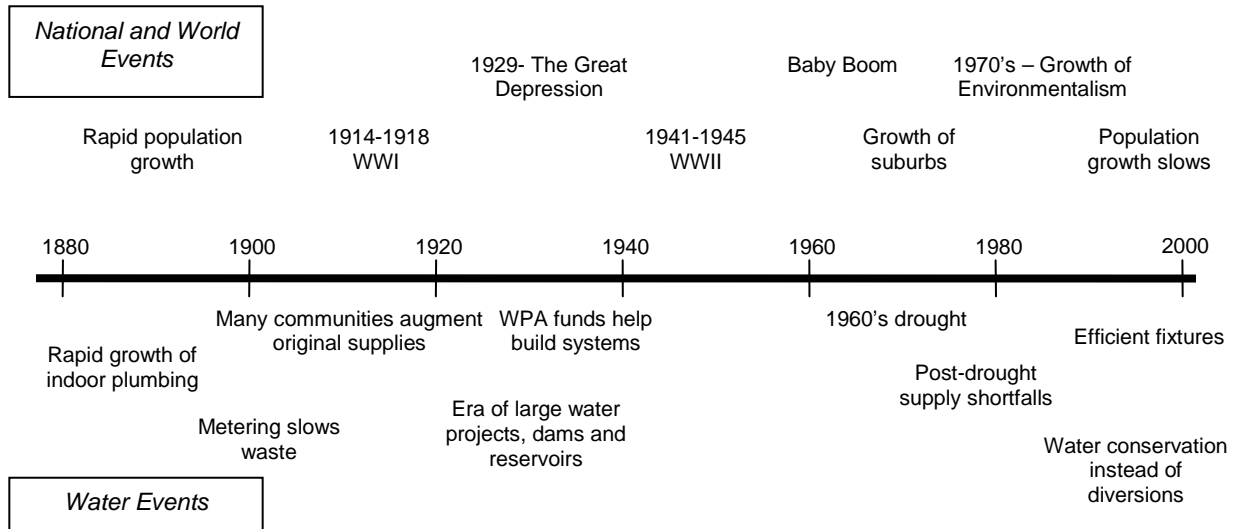 National and World
Events
1929- The Great
Depression
Baby Boom
1970's – Growth of
Environmentalism
Rapid population
growth
1914-1918
WWI
1941-1945
WWII
Growth of
suburbs
Population
growth slows
1880 1900 1920 1940 1960 1980 2000
Many communities augment
original supplies
WPA funds help
build systems
1960's drought
Efficient fixtures
Rapid growth of
indoor plumbing
Post-drought
supply shortfalls
Metering slows
waste
Era of large water
projects, dams and
reservoirs
Water conservation
instead of
diversions
Water Events